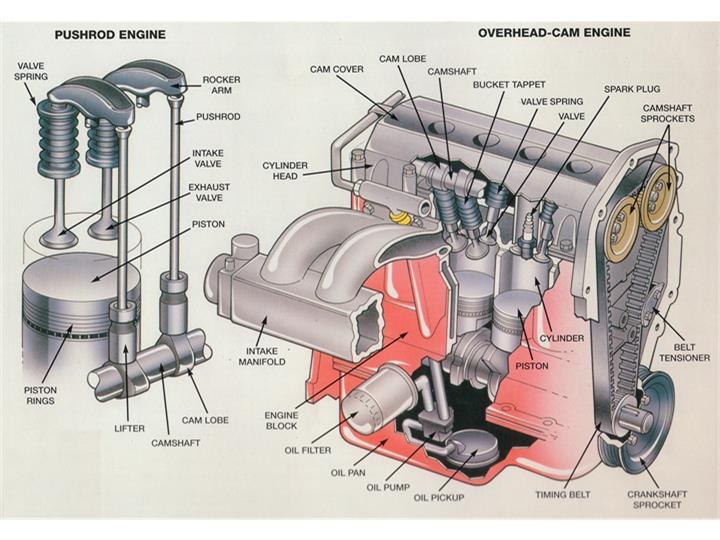 PUSHROD ENGINE
VALVE
SPRING
ROCKER
ARM
PUSHROD
INTAKE
VALVE
EXHAUST
VALVE
PISTON
PISTON
RINGS
LIFTER
CAMSHAFT
CAM LOBE
OVERHEAD-CAM ENGINE
CAM COVER
CAM LOBE
CAMSHAFT
BUCKET TAPPET
VALVE SPRING
VALVE
SPARK PLUG
CAMSHAFT
SPROCKETS
CYLINDER
HEAD
INTAKE
MANIFOLD
ENGINE
BLOCK
OIL FILTER
OIL PAN
OIL PUMP
OIL PICKUP
CYLINDER
PISTON
BELT
TENSIONER
TIMING BELT
CRANKSHAFT
SPROCKET